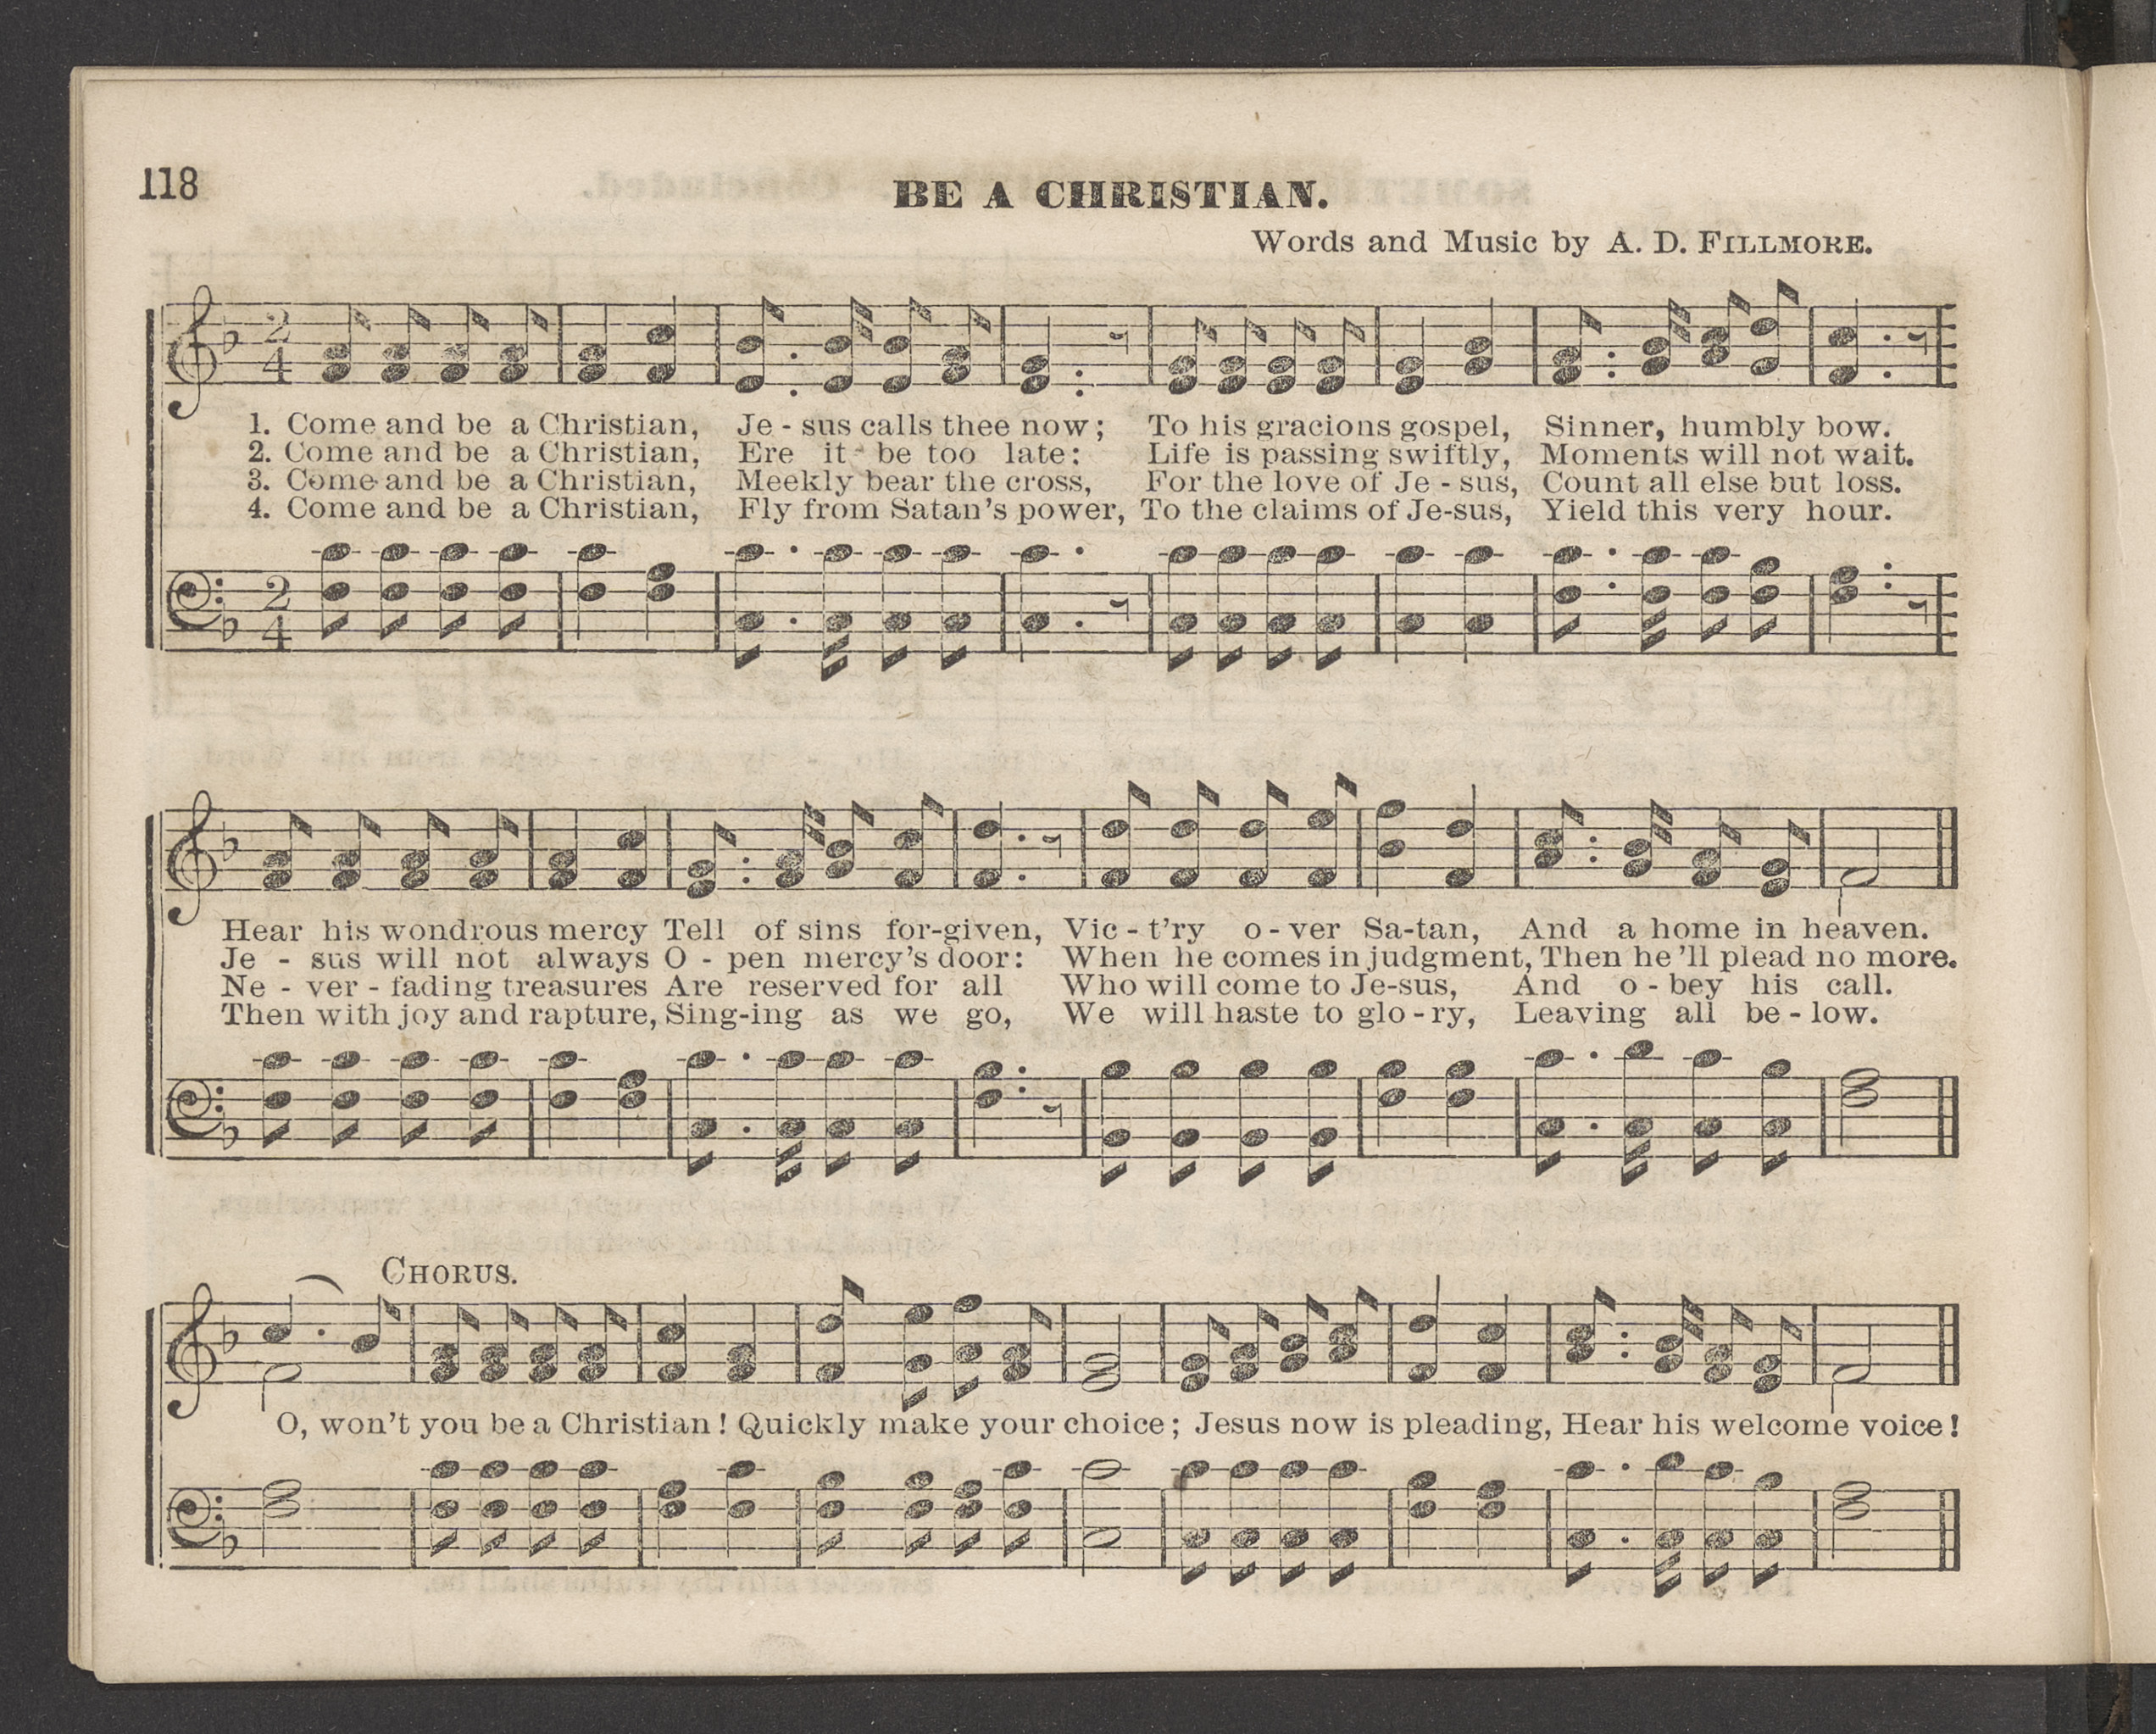 118
BE A CHRISTIAN.
Words and Music by A. D. FILLMORE.
2 4
1. Come and be a Christian, Je - sus calls thee now; To his gracions gospel, Sinner, humbly bow.
2. Come and be a Christian, Ere it be too late: Life is passing swiftly, Moments will not wait.
3. Come and be a Christian, Meekly bear the cross, For the love of Je - sus, Count all else but loss.
4. Come and be a Christian, Fly from Satan's power, To the claims of Je-sus, Yield this very hour.
2 4
Hear his wondrous mercy Tell of sins for-given, Vic - t'ry o - ver Sa-tan, And a home in heaven.
Je - sus will not always O - pen mercy's door: When he comes in judgment, Then he'll plead no more.
Ne - ver - fading treasures Are reserved for all Who will come to Je-sus, And o - bey his call.
Then with joy and rapture, Sing-ing as we go, We will haste to glo - ry, Leaving all be - low.
CHORUS.
O, won't you be a Christian! Quickly make your choice; Jesus now is pleading, Hear his welcome voice!